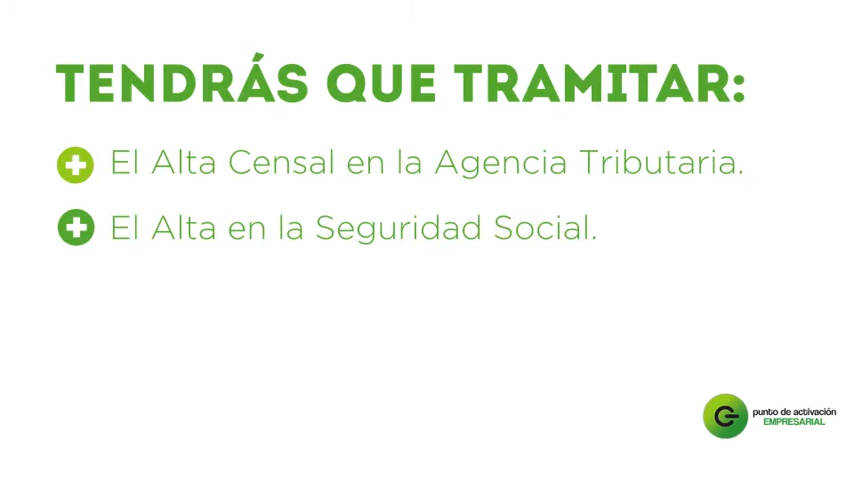 TENDRÁS QUE TRAMITAR:
El Alta Censal en la Agencia Tributaria.
El Alta en la Seguridad Social.
punto de activación
EMPRESARIAL